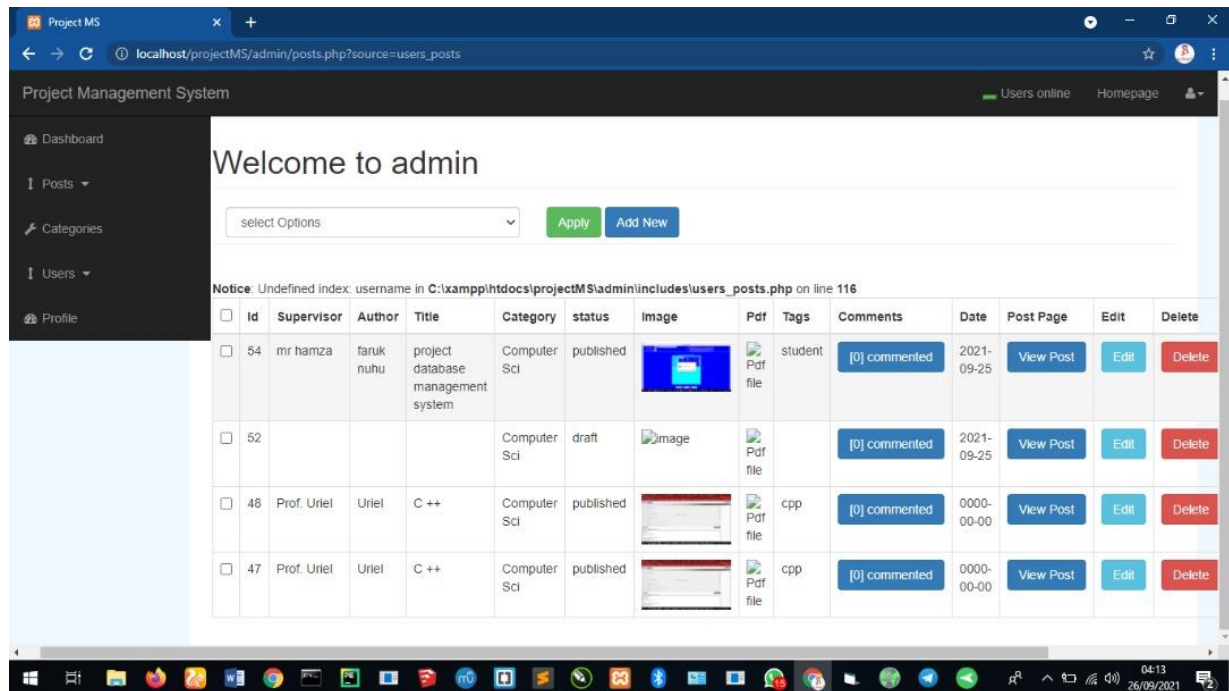 Project MS
localhost/projectMS/admin/posts.php?source=users_posts
Project Management System
Users online Homepage
Dashboard
Posts
Categories
Users
Profile
Welcome to admin
select Options Apply Add New
Notice: Undefined index: username in C:\xampp\htdocs\projectMS\admin\includes\users_posts.php on line 116
Id Supervisor Author Title Category status Image Pdf Tags Comments Date Post Page Edit Delete
54 mr hamza faruk nuhu project database management system Computer Sci published Pdf file student [0] commented 2021-09-25 View Post Edit Delete
52 Computer Sci draft image Pdf file [0] commented 2021-09-25 View Post Edit Delete
48 Prof. Uriel Uriel C ++ Computer Sci published Pdf file cpp [0] commented 0000-00-00 View Post Edit Delete
47 Prof. Uriel Uriel C ++ Computer Sci published Pdf file cpp [0] commented 0000-00-00 View Post Edit Delete
04:13
26/09/2021